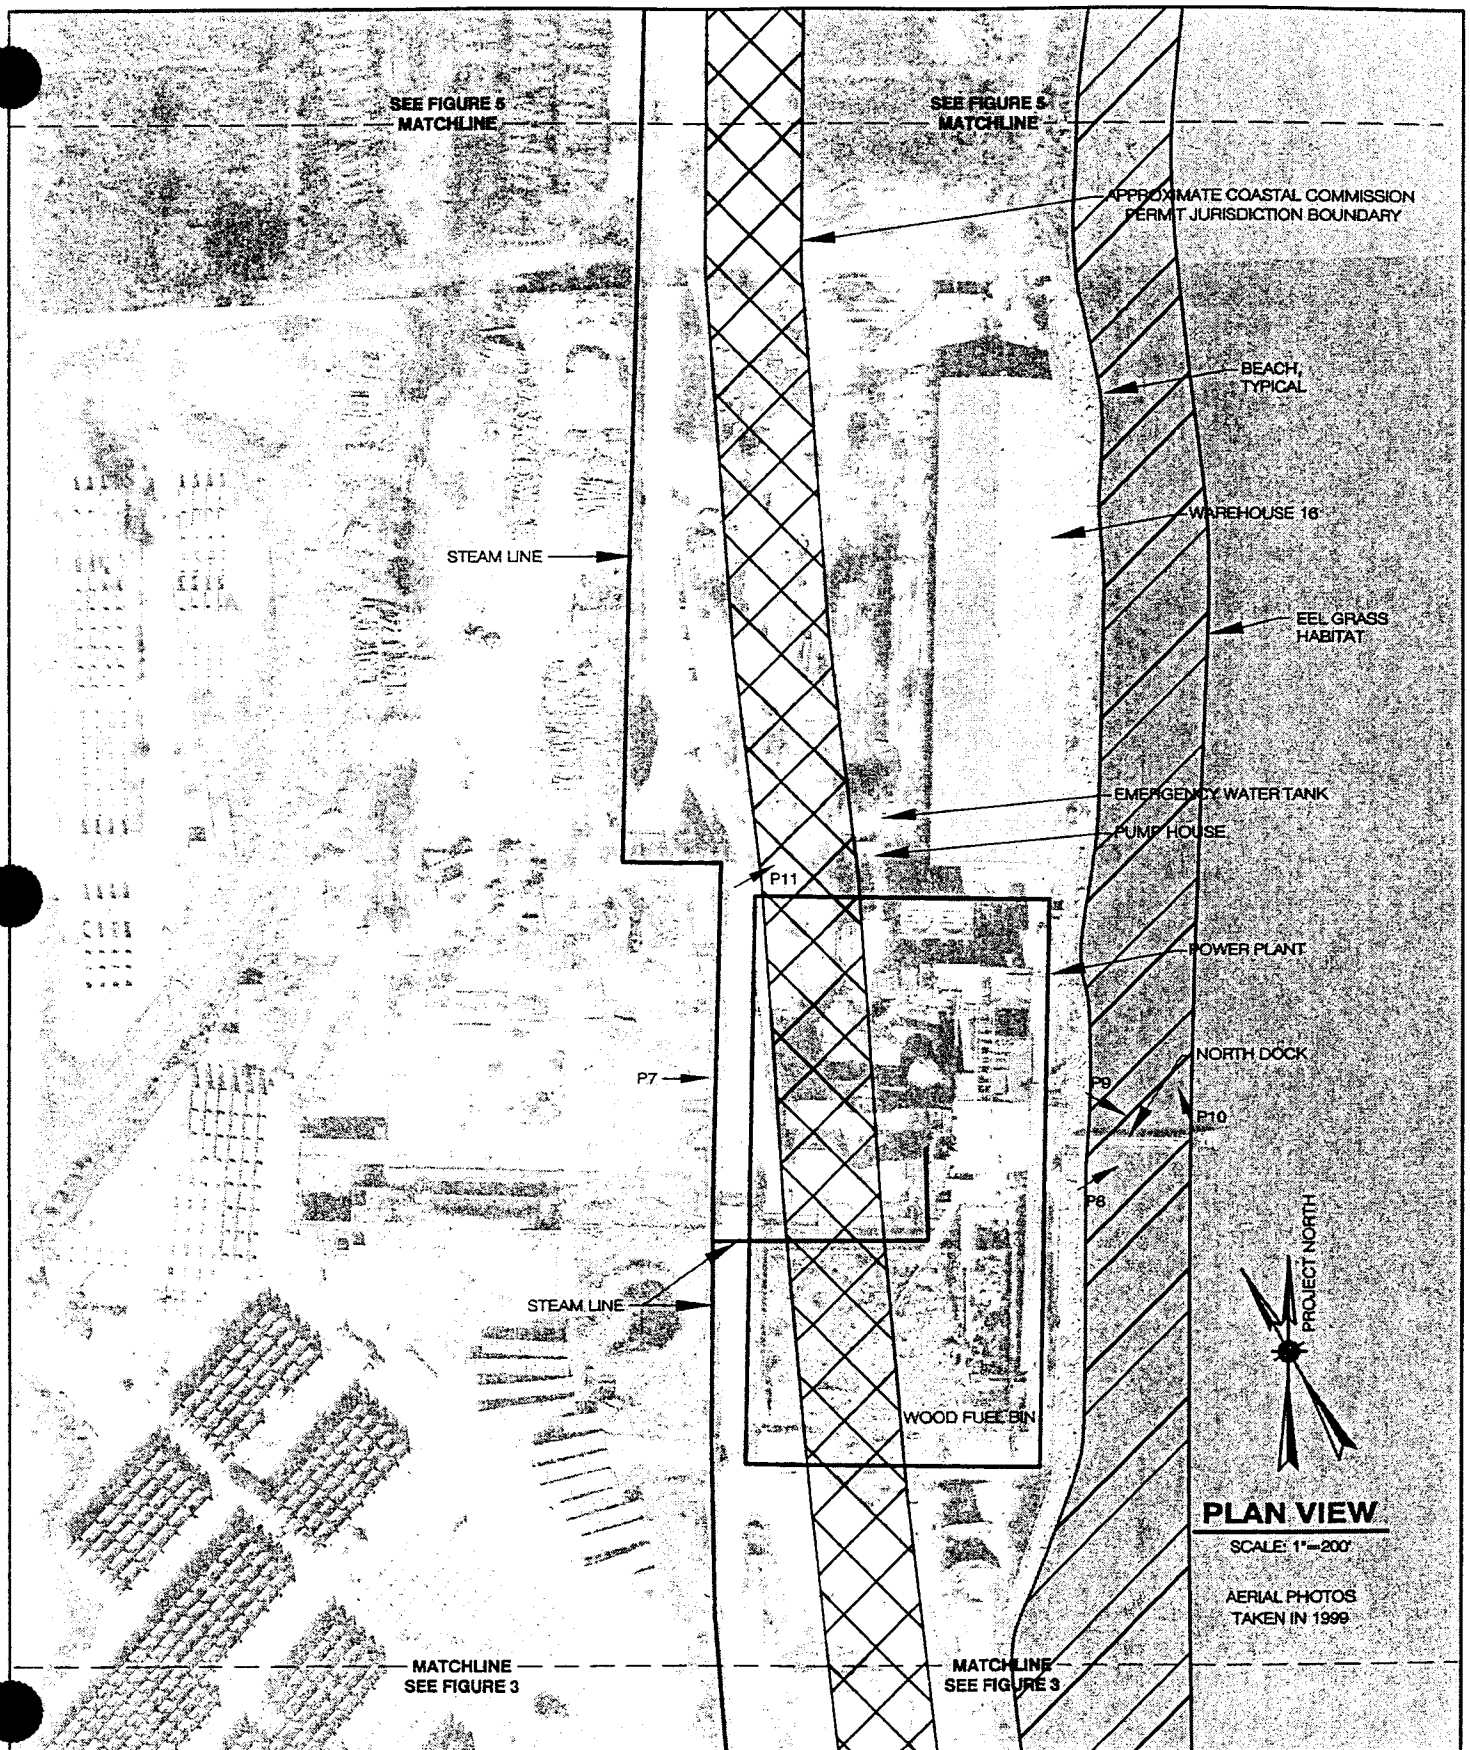 SEE FIGURE 5
MATCHLINE
SEE FIGURE 5
MATCHLINE
APPROXIMATE COASTAL COMMISSION
PERMIT JURISDICTION BOUNDARY
BEACH,
TYPICAL
WAREHOUSE 16
STEAM LINE
EEL GRASS
HABITAT
EMERGENCY WATER TANK
PUMP HOUSE
P11
POWER PLANT
NORTH DOCK
P7
P9
P10
P8
PROJECT NORTH
STEAM LINE
WOOD FUEL BIN
PLAN VIEW
SCALE: 1"=200'
AERIAL PHOTOS
TAKEN IN 1999
MATCHLINE
SEE FIGURE 3
MATCHLINE
SEE FIGURE 3